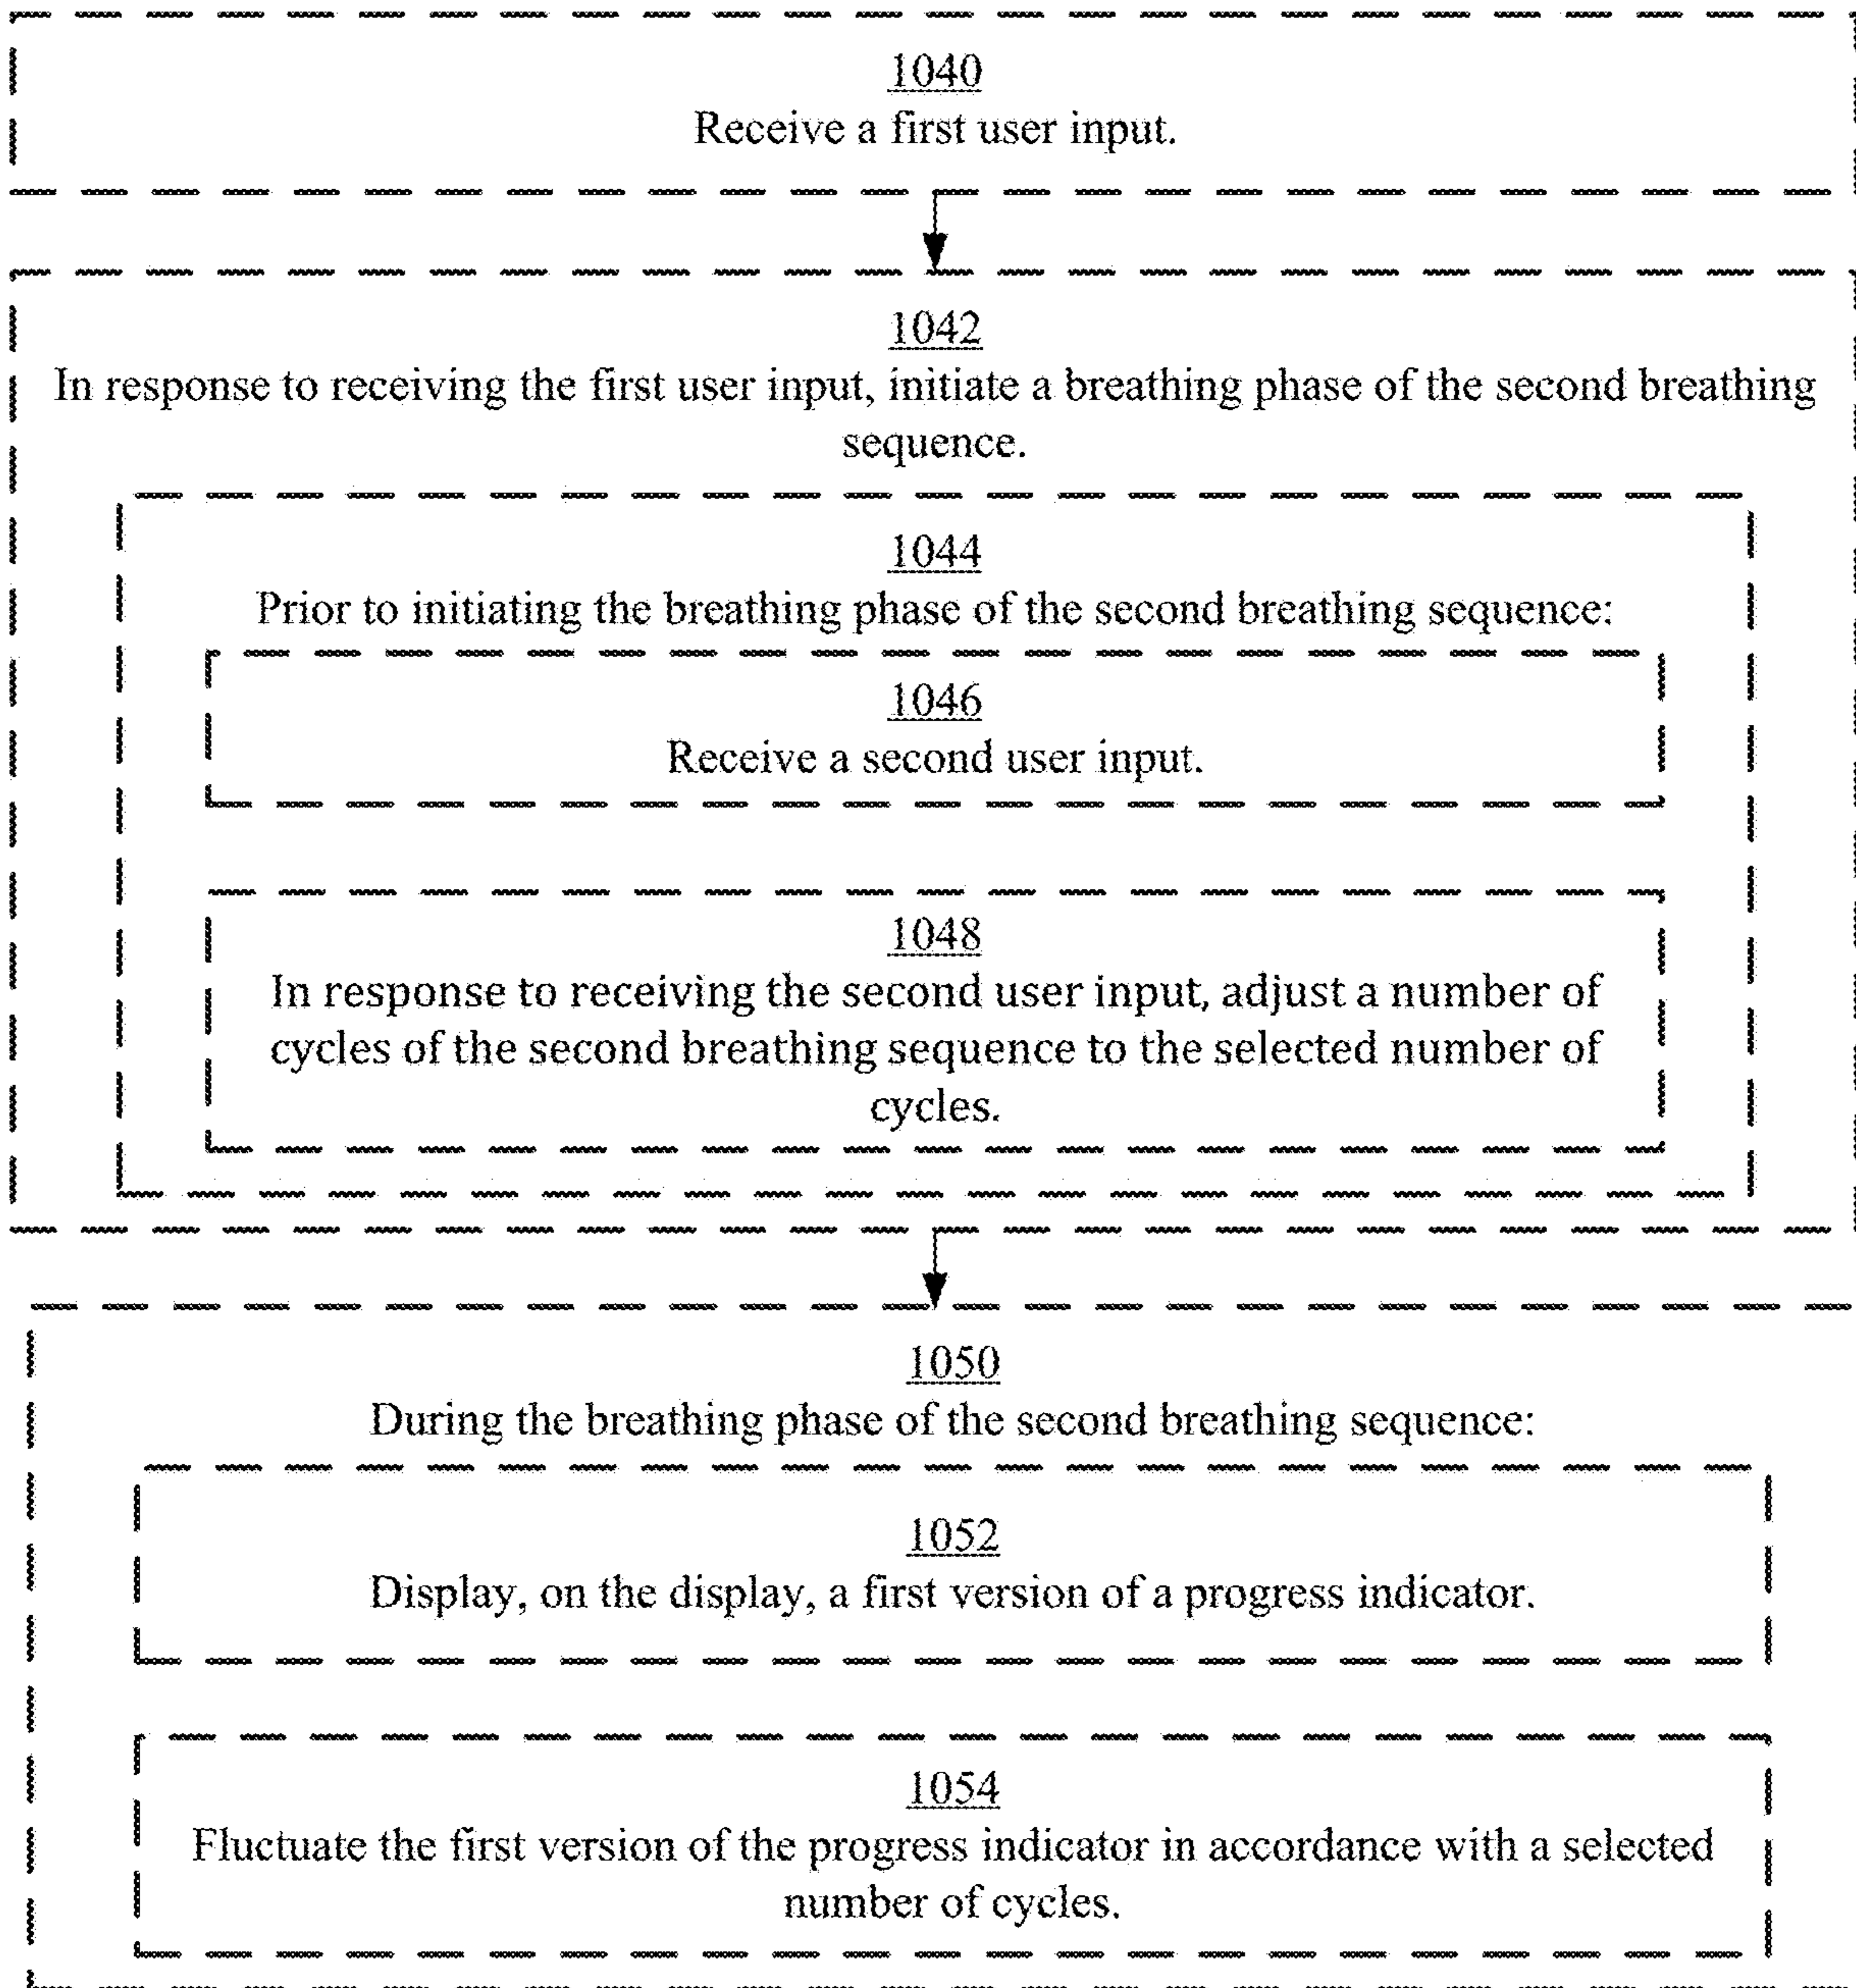 1040
Receive a first user input.
1042
In response to receiving the first user input, initiate a breathing phase of the second breathing
sequence.
1044
Prior to initiating the breathing phase of the second breathing sequence:
1046
Receive a second user input.
1048
In response to receiving the second user input, adjust a number of
cycles of the second breathing sequence to the selected number of
cycles.
1050
During the breathing phase of the second breathing sequence:
1052
Display, on the display, a first version of a progress indicator.
1054
Fluctuate the first version of the progress indicator in accordance with a selected
number of cycles.